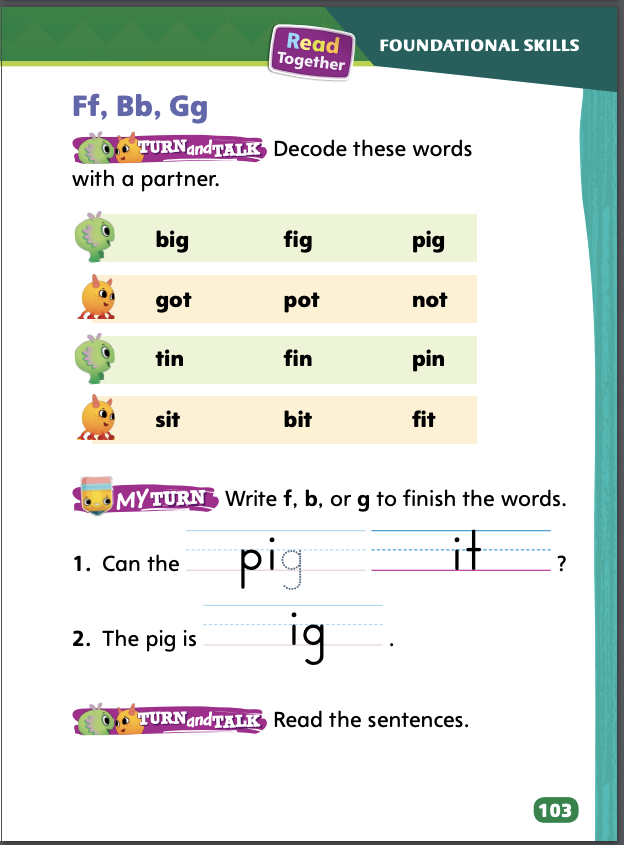 Read
Together
FOUNDATIONAL SKILLS
Ff, Bb, Gg
TURN and TALK Decode these words
with a partner.
big fig pig
got pot not
tin fin pin
sit bit fit
MY TURN Write f, b, or g to finish the words.
1. Can the pig it ?
2. The pig is ig .
TURN and TALK Read the sentences.
103